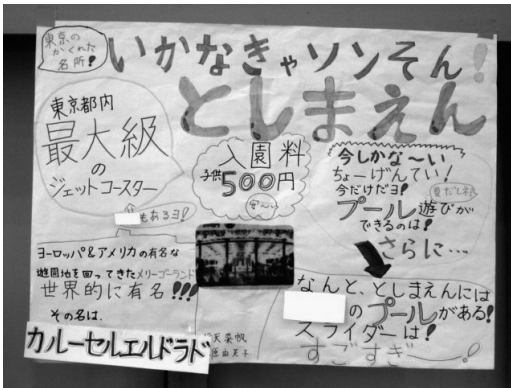 東京の
かくれた
名所!
いかなきゃソンそん!
としまえん
東京都内
最大級
の
ジェットコースター
もあるヨ!
入園料
子供500円
安〜い
今しかな〜い
ちょーげんてい!
今だけだヨ!
プール遊びが
できるのは!
さらに…
ヨーロッパ&アメリカの有名な
遊園地を回ってきたメリーゴーランド
世界的に有名!!!
その名は、
カルーセルエルドラド
なんと、としまえんには
のプールがある!
スライダーは!
すごすぎ